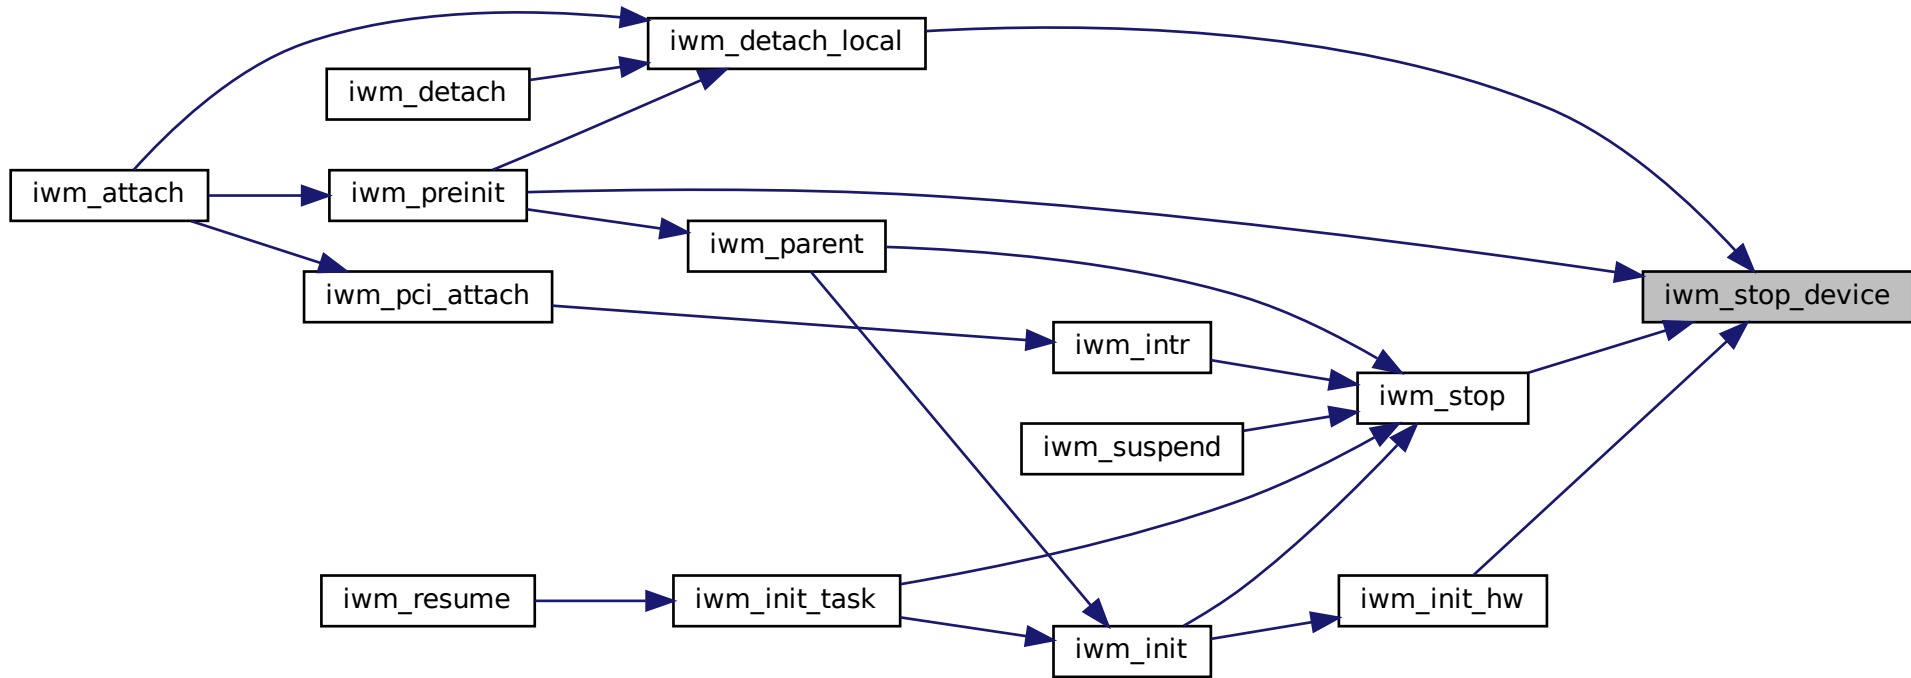 iwm_detach_local
iwm_detach
iwm_attach
iwm_preinit
iwm_parent
iwm_pci_attach
iwm_stop_device
iwm_intr
iwm_stop
iwm_suspend
iwm_resume
iwm_init_task
iwm_init_hw
iwm_init